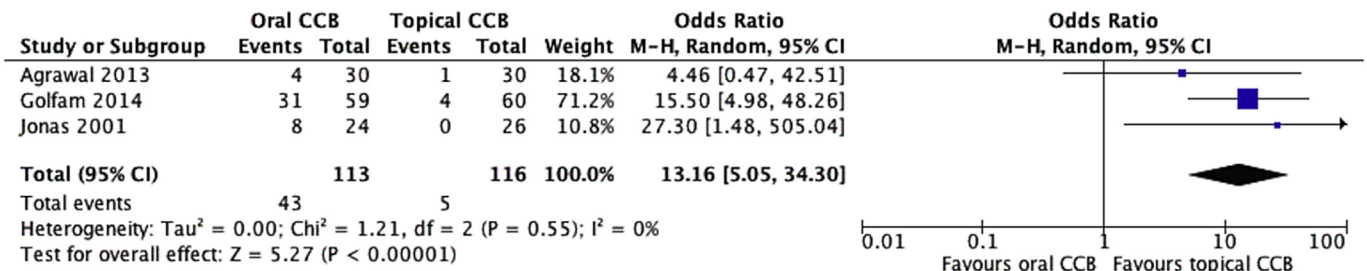 Oral CCB Topical CCB Odds Ratio Odds Ratio
Study or Subgroup Events Total Events Total Weight M-H, Random, 95% CI M-H, Random, 95% CI
Agrawal 2013 4 30 1 30 18.1% 4.46 [0.47, 42.51]
Golfam 2014 31 59 4 60 71.2% 15.50 [4.98, 48.26]
Jonas 2001 8 24 0 26 10.8% 27.30 [1.48, 505.04]
Total (95% CI) 113 116 100.0% 13.16 [5.05, 34.30]
Total events 43 5
Heterogeneity: Tau² = 0.00; Chi² = 1.21, df = 2 (P = 0.55); I² = 0%
Test for overall effect: Z = 5.27 (P < 0.00001)
0.01 0.1 1 10 100
Favours oral CCB Favours topical CCB